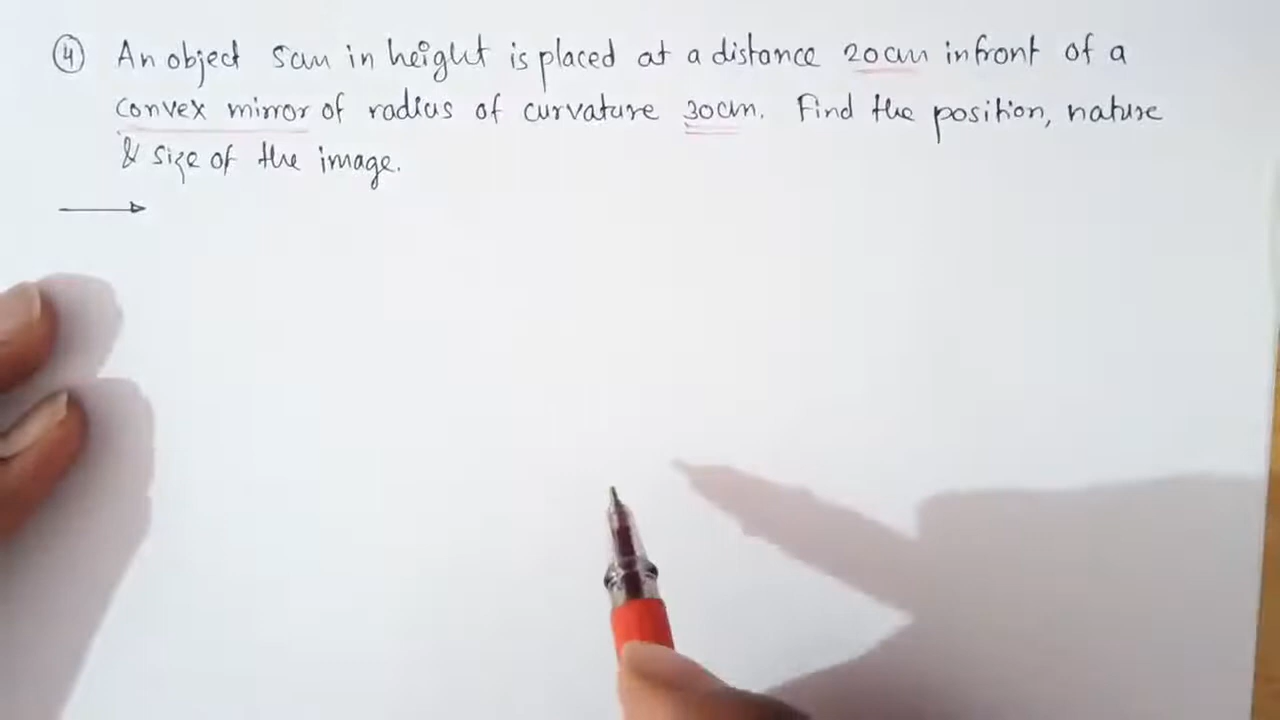 ④ An object 5cm in height is placed at a distance 20cm infront of a
convex mirror of radius of curvature 30cm. Find the position, nature
& size of the image.